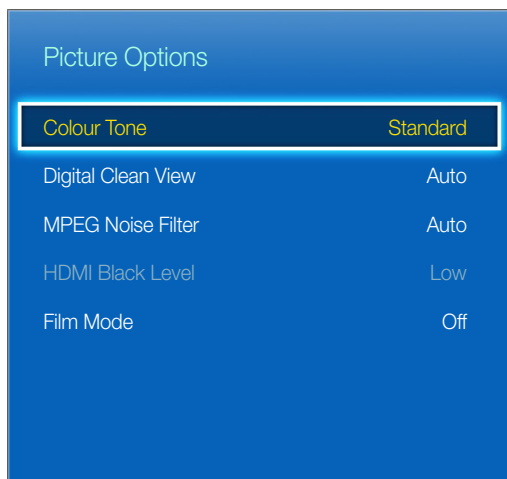 Picture Options
Colour Tone Standard
Digital Clean View Auto
MPEG Noise Filter Auto
HDMI Black Level Low
Film Mode Off